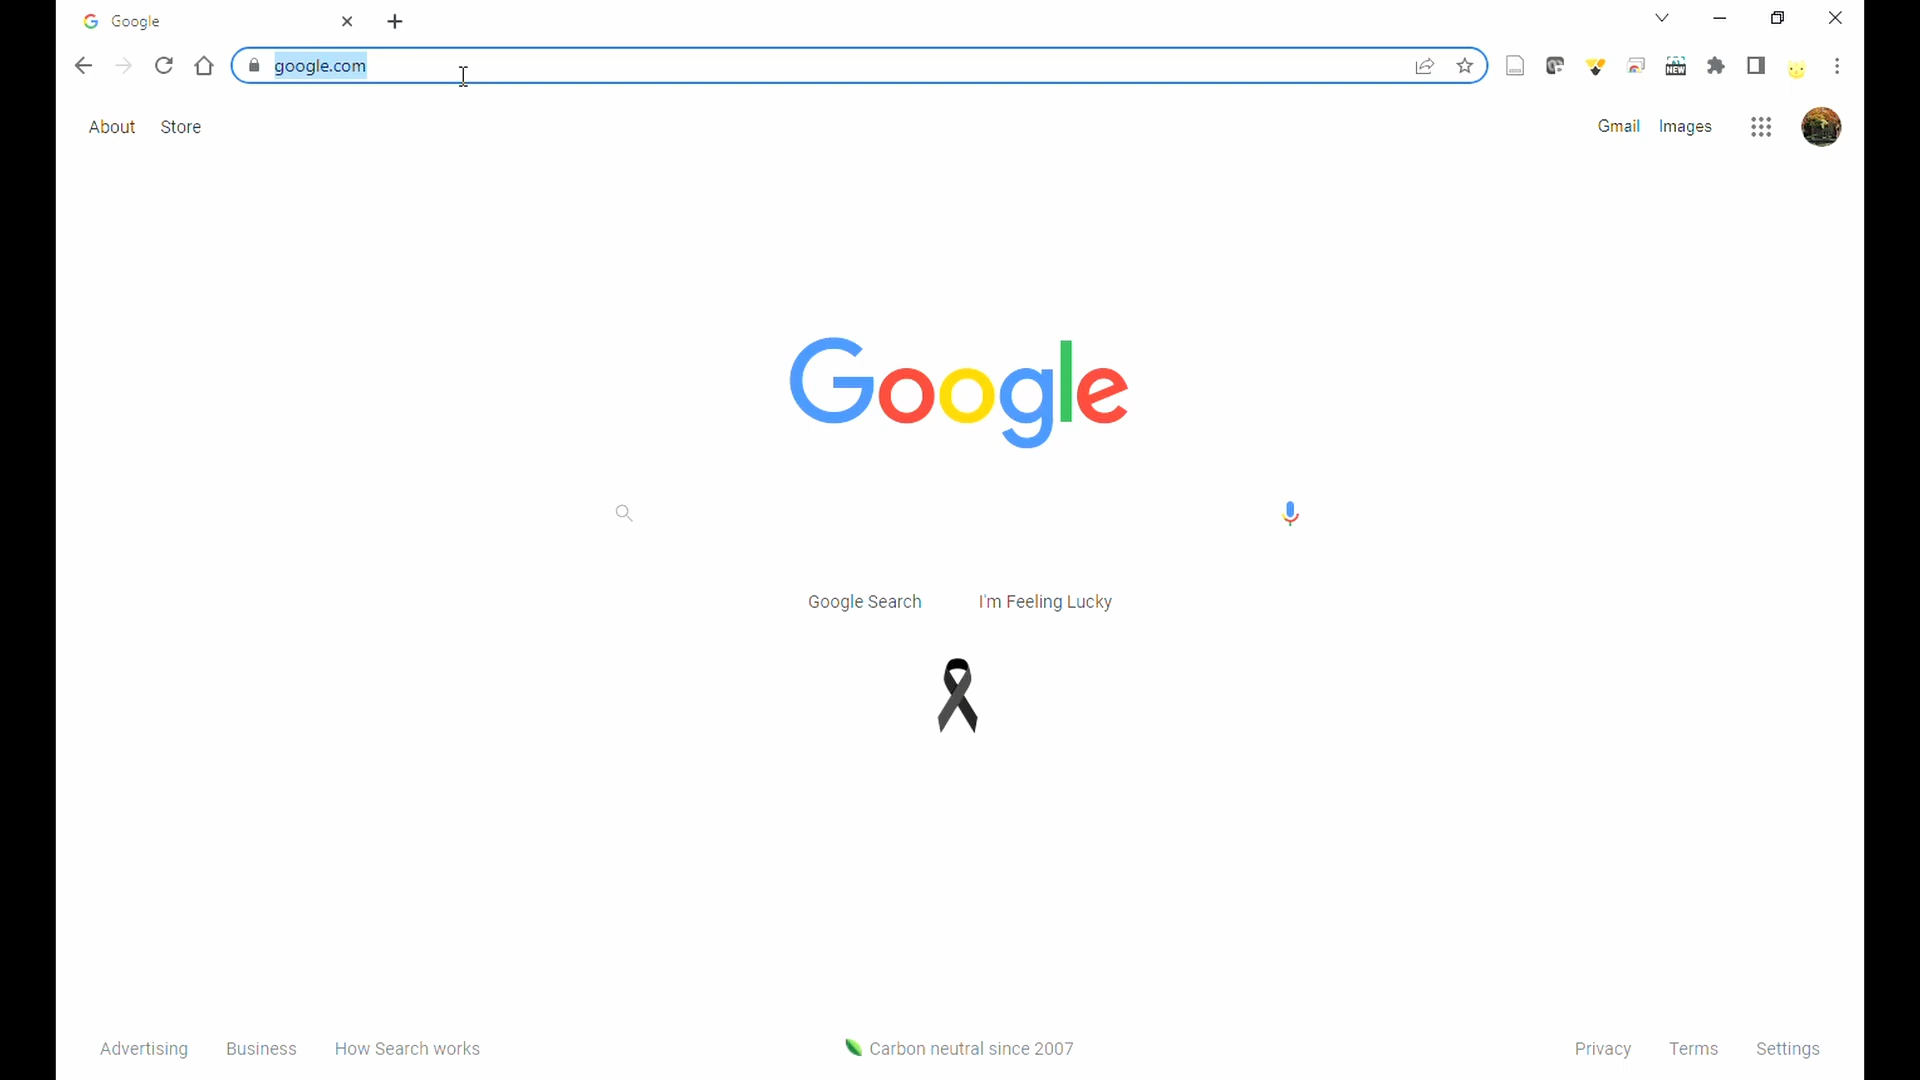 Google
google.com
About Store
Gmail Images
NEW
Google
Google Search I'm Feeling Lucky
Advertising Business How Search works
Carbon neutral since 2007
Privacy Terms Settings